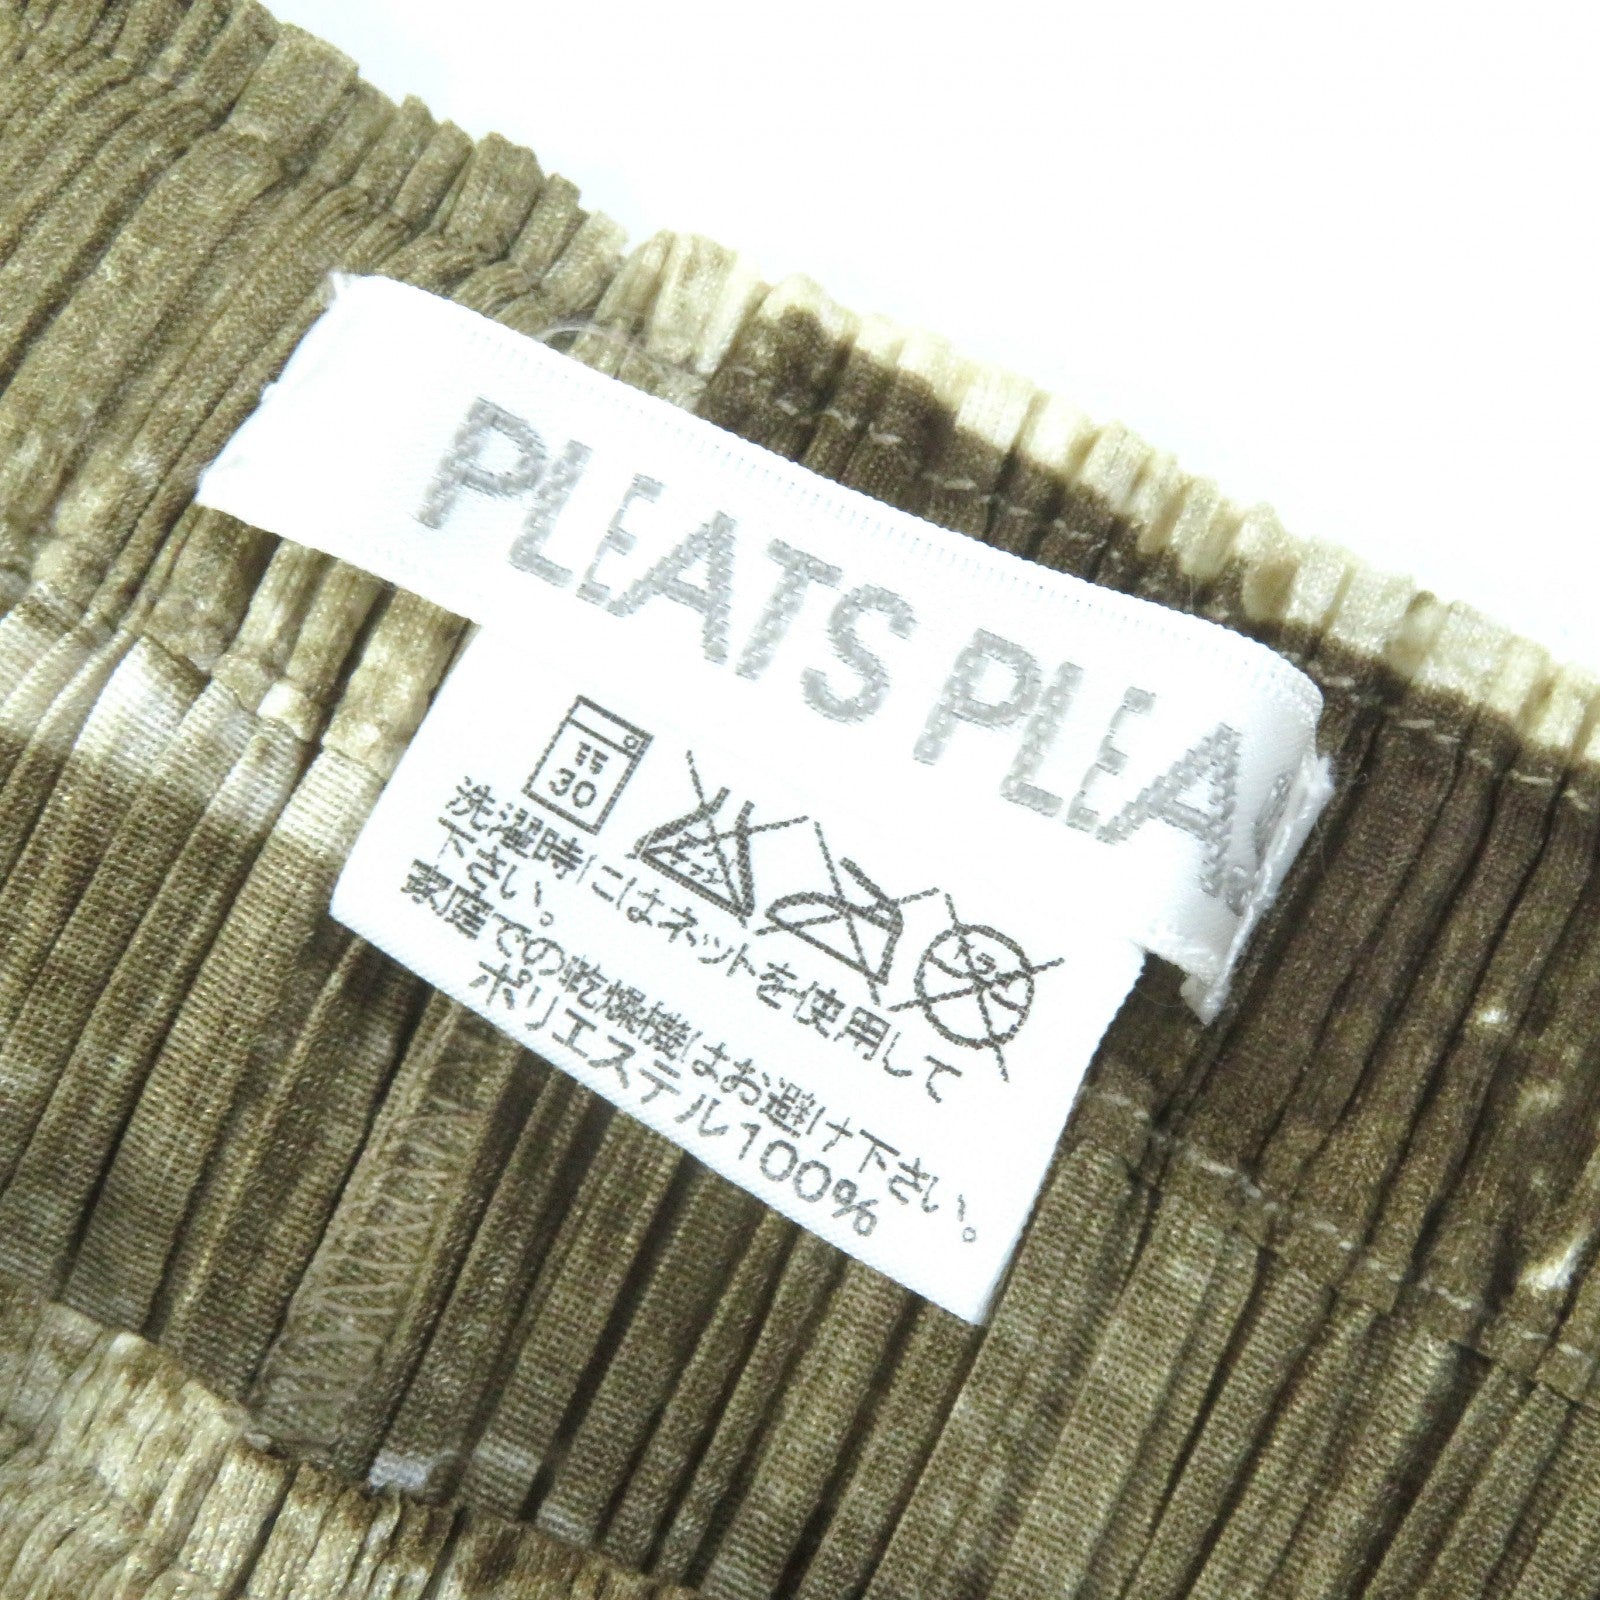 PLEATS PLEA
弱
30
洗濯時にはネットを使用して
下さい。
家庭での乾燥機はお避け下さい。
ポリエステル100%